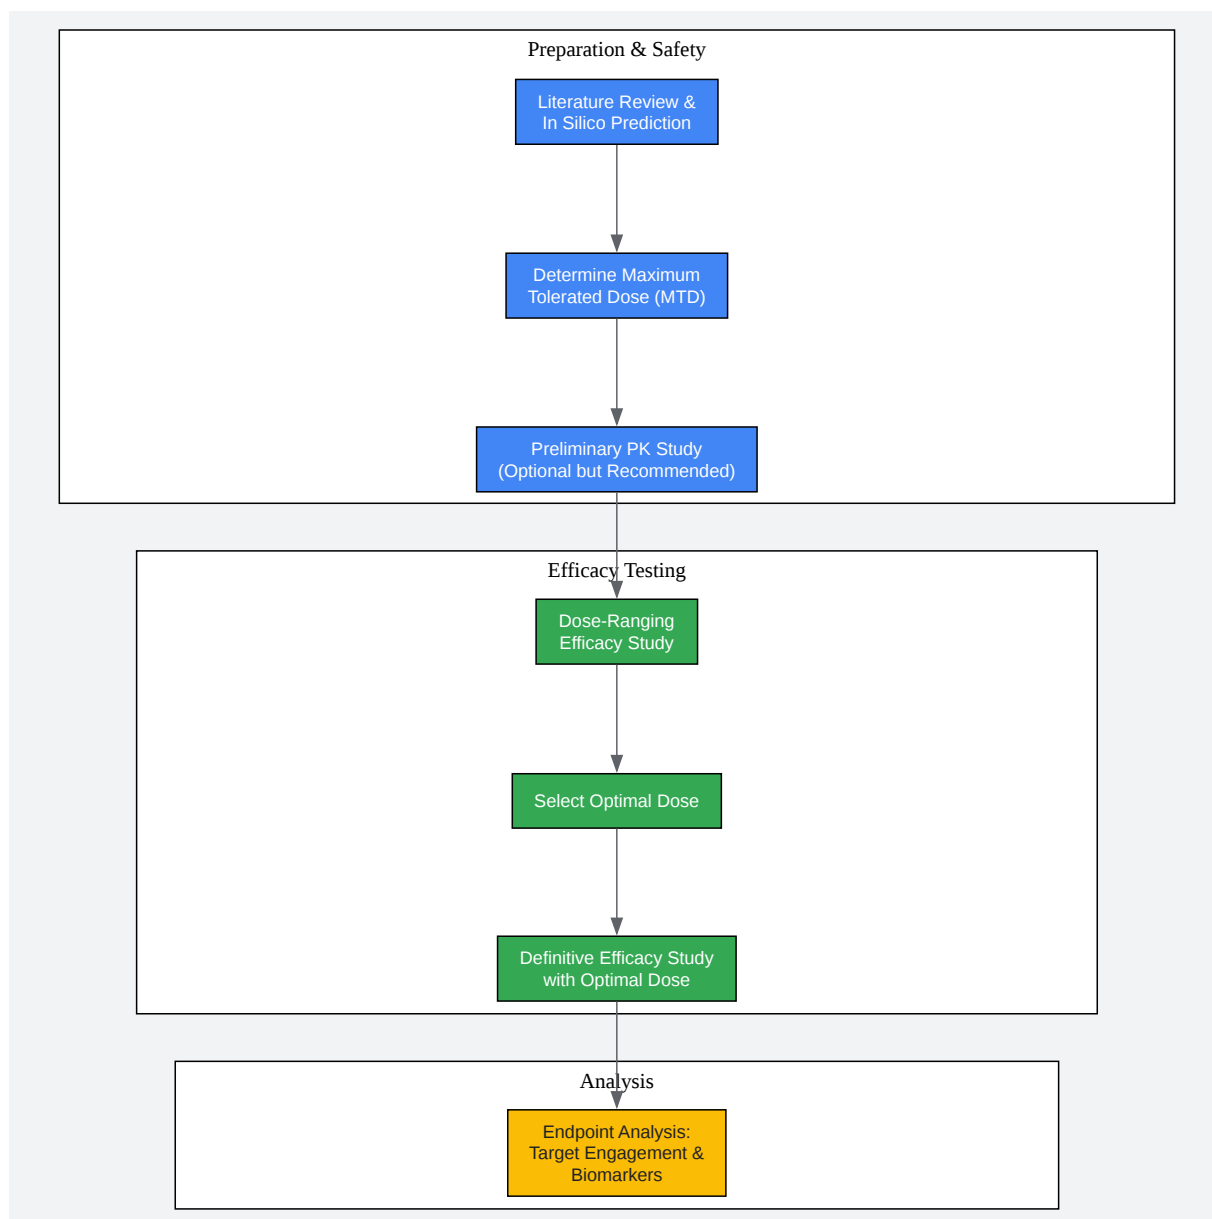 Preparation & Safety
Literature Review &
In Silico Prediction
Determine Maximum
Tolerated Dose (MTD)
Preliminary PK Study
(Optional but Recommended)
Efficacy Testing
Dose-Ranging
Efficacy Study
Select Optimal Dose
Definitive Efficacy Study
with Optimal Dose
Analysis
Endpoint Analysis:
Target Engagement &
Biomarkers